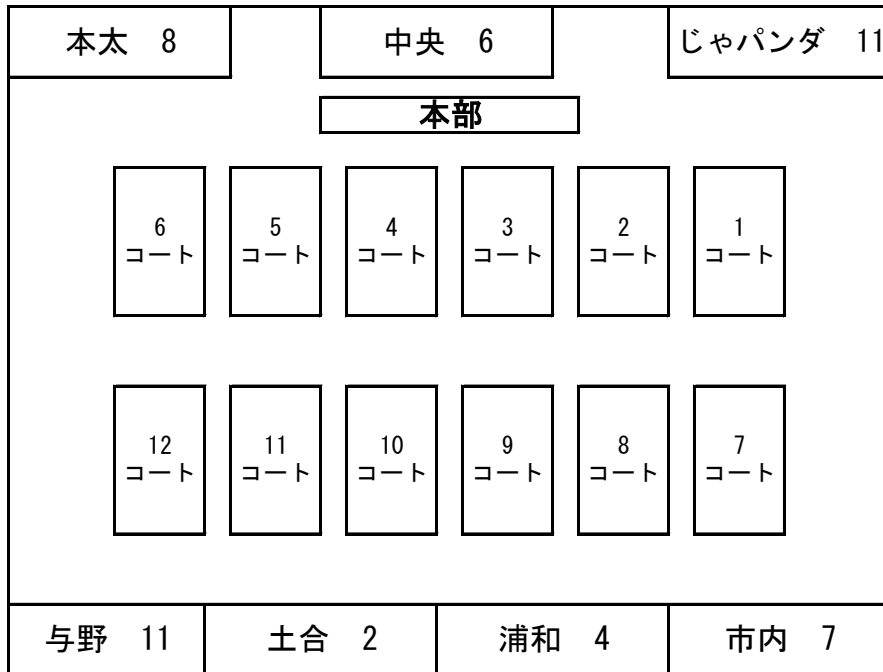 本太　8
中央　6
じゃパンダ　11
本部
6
コート
5
コート
4
コート
3
コート
2
コート
1
コート
12
コート
11
コート
10
コート
9
コート
8
コート
7
コート
与野　11
土合　2
浦和　4
市内　7